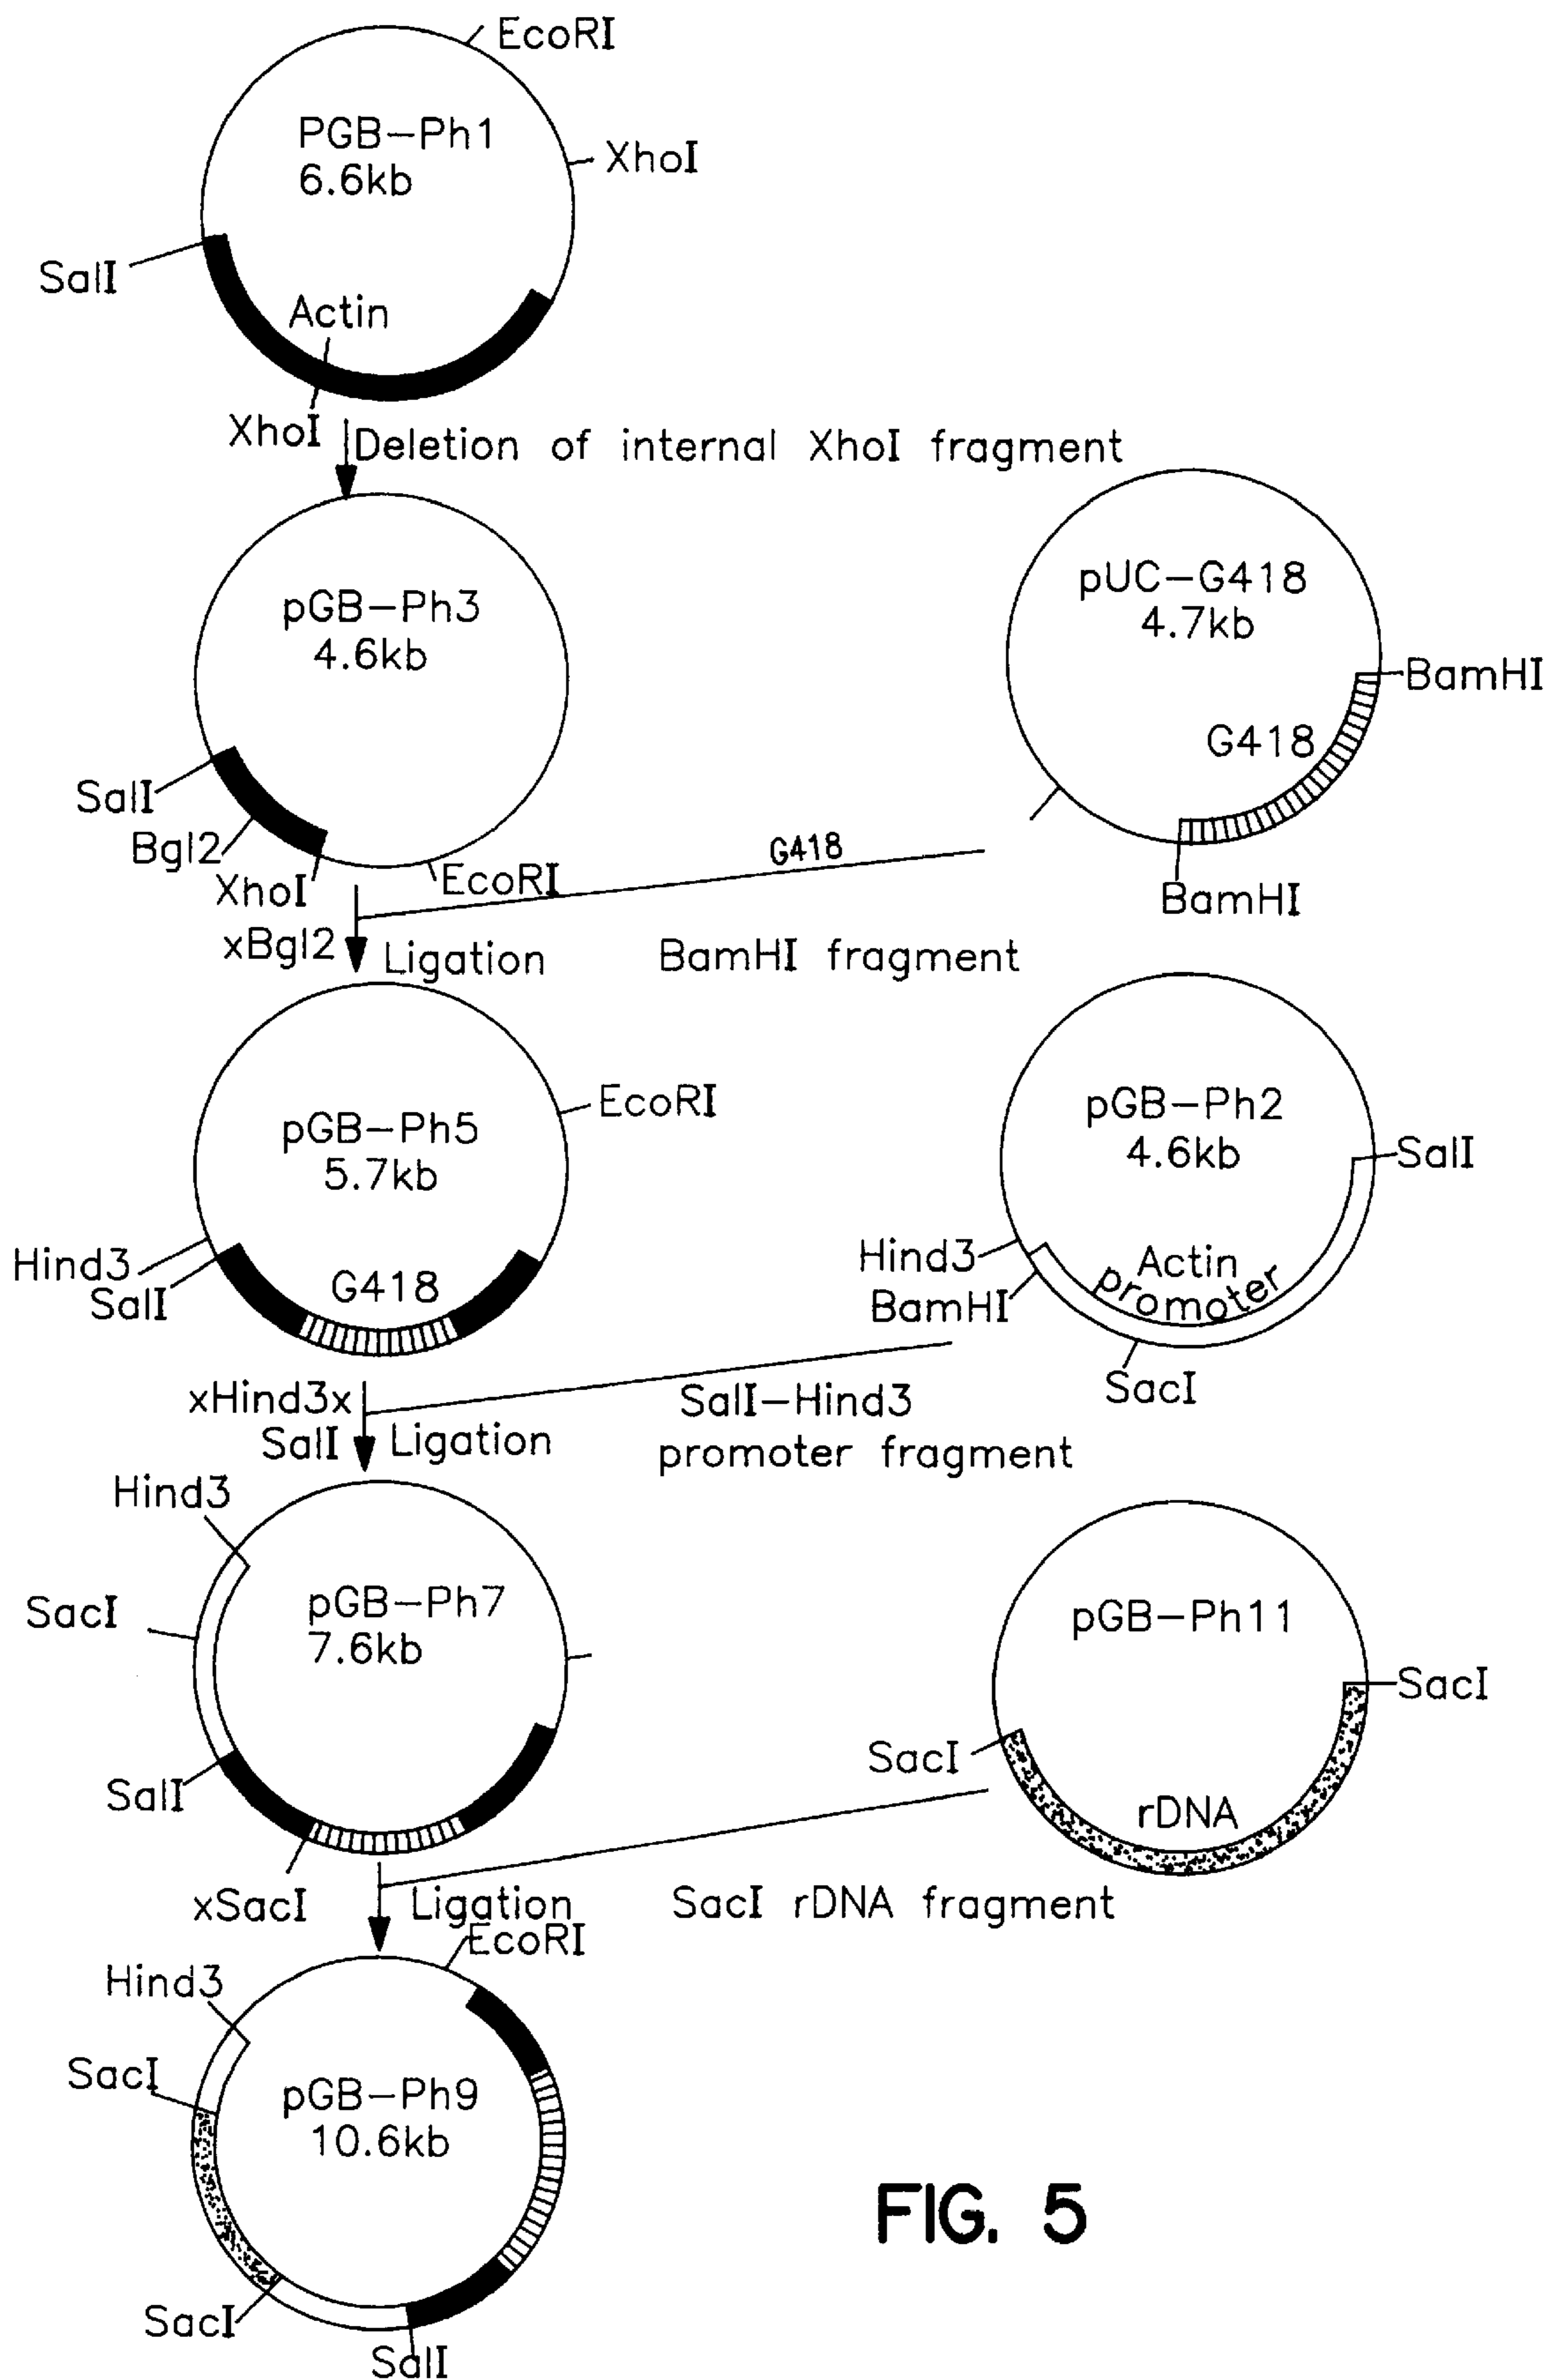 EcoRI
PGB-Ph1
6.6kb
XhoI
SalI
Actin
XhoI
Deletion of internal XhoI fragment
pGB-Ph3
4.6kb
pUC-G418
4.7kb
BamHI
G418
SalI
Bgl2
XhoI
EcoRI
G418
BamHI
xBgl2
Ligation
BamHI fragment
pGB-Ph5
5.7kb
EcoRI
pGB-Ph2
4.6kb
SalI
Hind3
SalI
G418
Hind3
BamHI
Actin
promoter
SacI
xHind3x
SalI
Ligation
SalI-Hind3
promoter fragment
Hind3
SacI
pGB-Ph7
7.6kb
pGB-Ph11
SacI
SacI
SalI
rDNA
xSacI
Ligation
SacI rDNA fragment
EcoRI
Hind3
SacI
pGB-Ph9
10.6kb
SacI
SalI
FIG. 5